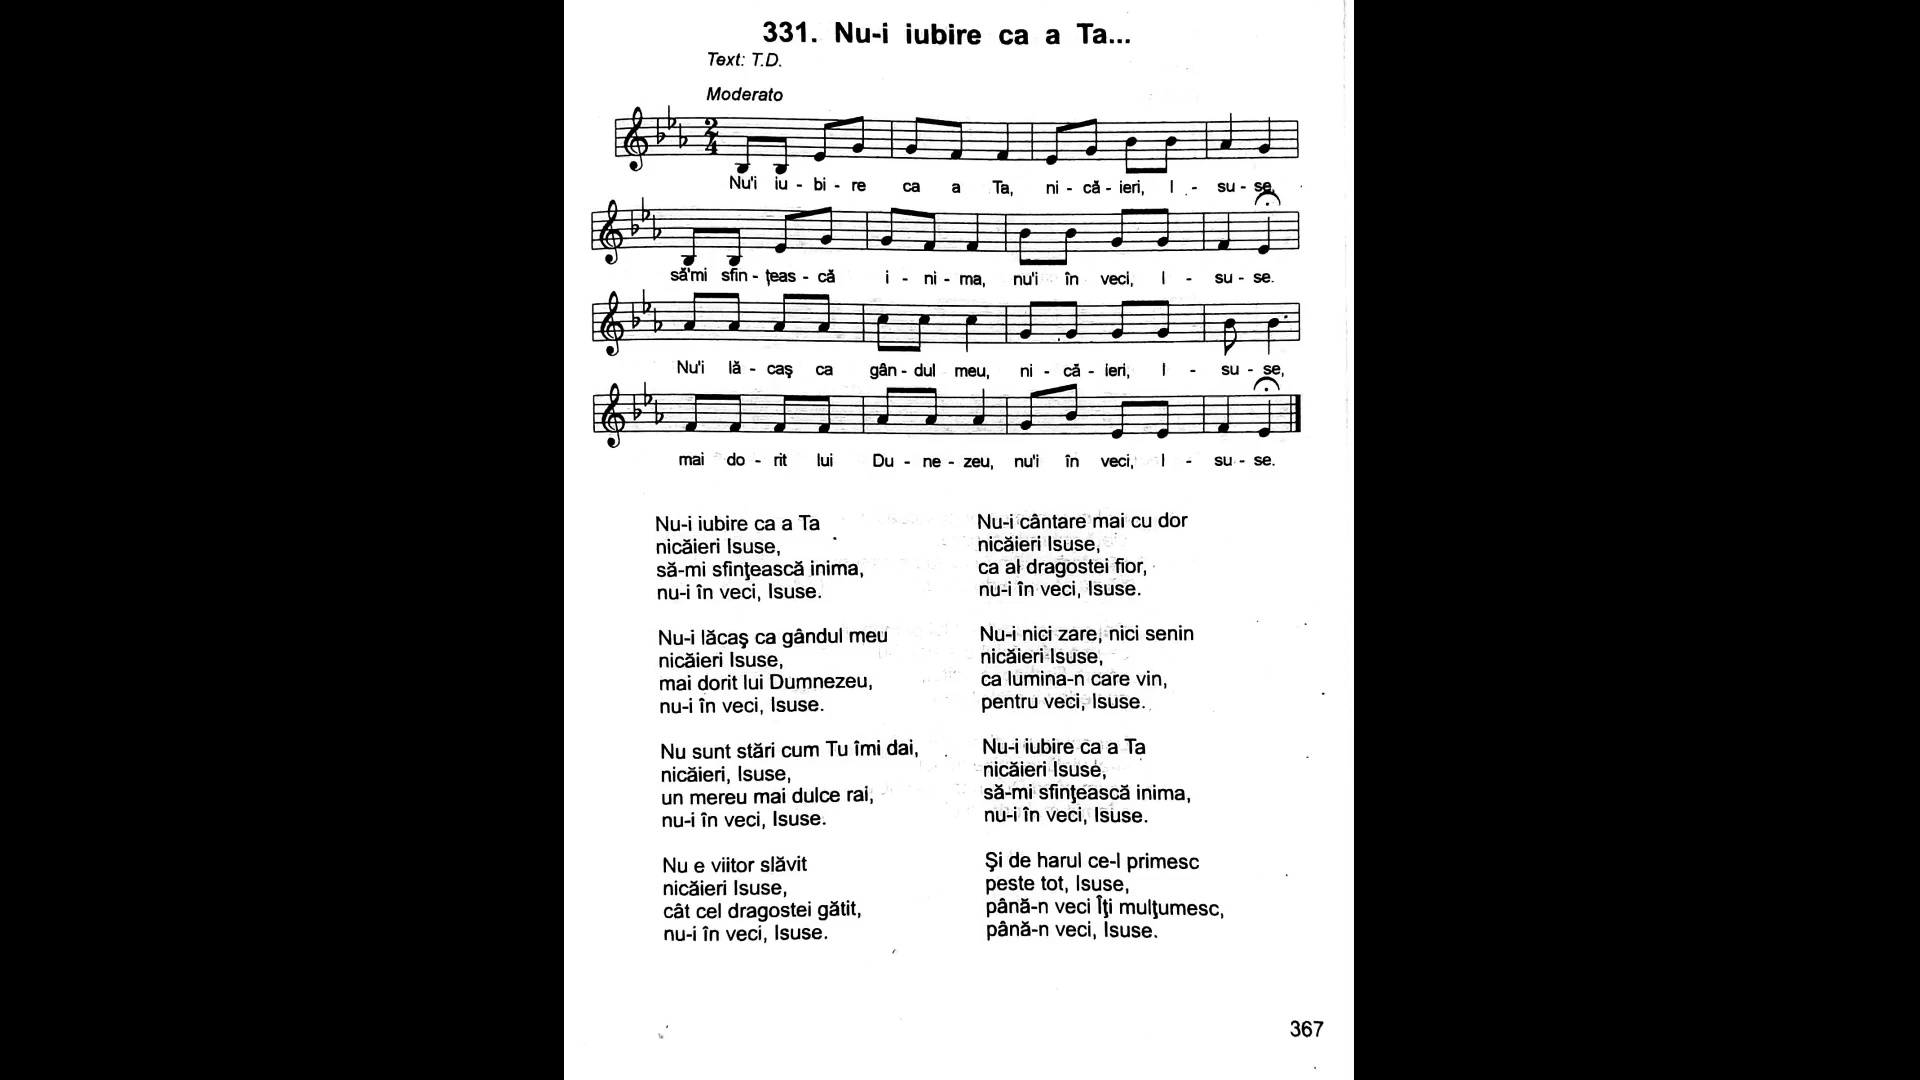 331. Nu-i iubire ca a Ta...
Text: T.D.
Moderato
2
4
Nu'i iu - bi - re ca a Ta, ni - că - ieri, I - su - se,
să'mi sfin - ţeas - că i - ni - ma, nu'i în veci, I - su - se.
Nu'i lă - caş ca gân - dul meu, ni - că - ieri, I - su - se,
mai do - rit lui Du - ne - zeu, nu'i în veci, I - su - se.
Nu-i iubire ca a Ta
nicăieri Isuse,
să-mi sfinţească inima,
nu-i în veci, Isuse.
Nu-i lăcaş ca gândul meu
nicăieri Isuse,
mai dorit lui Dumnezeu,
nu-i în veci, Isuse.
Nu sunt stări cum Tu îmi dai,
nicăieri, Isuse,
un mereu mai dulce rai,
nu-i în veci, Isuse.
Nu e viitor slăvit
nicăieri Isuse,
cât cel dragostei gătit,
nu-i în veci, Isuse.
Nu-i cântare mai cu dor
nicăieri Isuse,
ca al dragostei fior,
nu-i în veci, Isuse.
Nu-i nici zare, nici senin
nicăieri Isuse,
ca lumina-n care vin,
pentru veci, Isuse.
Nu-i iubire ca a Ta
nicăieri Isuse,
să-mi sfinţească inima,
nu-i în veci, Isuse.
Şi de harul ce-l primesc
peste tot, Isuse,
până-n veci Îţi mulţumesc,
până-n veci, Isuse.
367